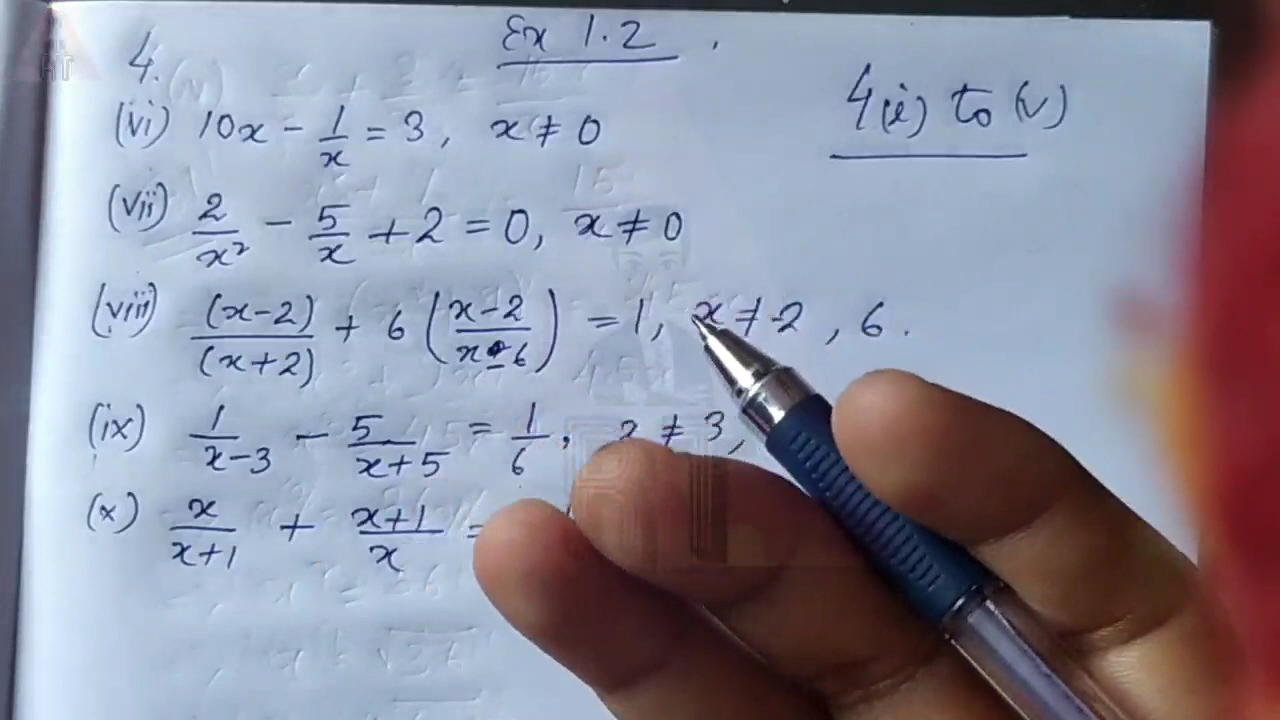 Ex 1.2
4.
4(i) to (v)
(vi) 10x - 1/x = 3, x ≠ 0
(vii) 2/x² - 5/x + 2 = 0, x ≠ 0
(viii) (x-2)/(x+2) + 6 (x-2/x-6) = 1, x ≠ -2, 6.
(ix) 1/x-3 - 5/x+5 = 1/6, ≠ 3,
(x) x/x+1 + x+1/x =